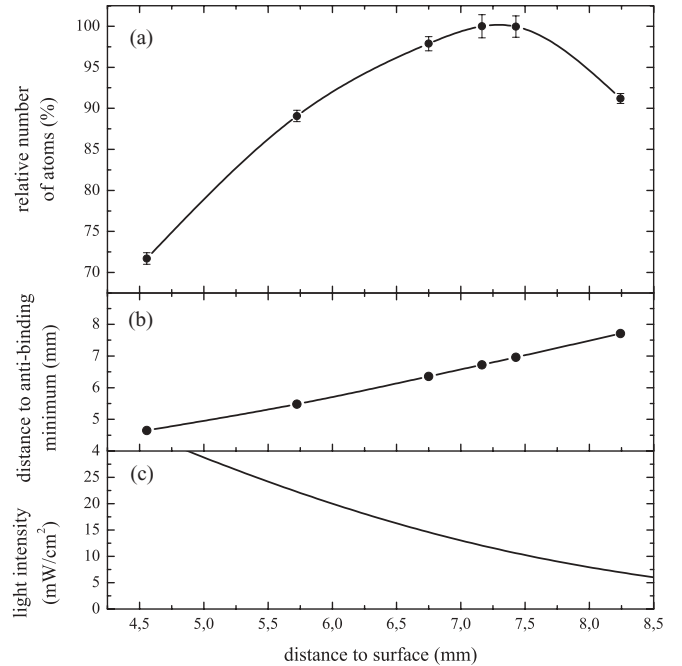 (a)
100
95
90
85
80
75
70
relative number
of atoms (%)
(b)
8
7
6
5
4
distance to anti-binding
minimum (mm)
(c)
25
20
15
10
5
0
light intensity
(mW/cm²)
4,5 5,0 5,5 6,0 6,5 7,0 7,5 8,0 8,5
distance to surface (mm)